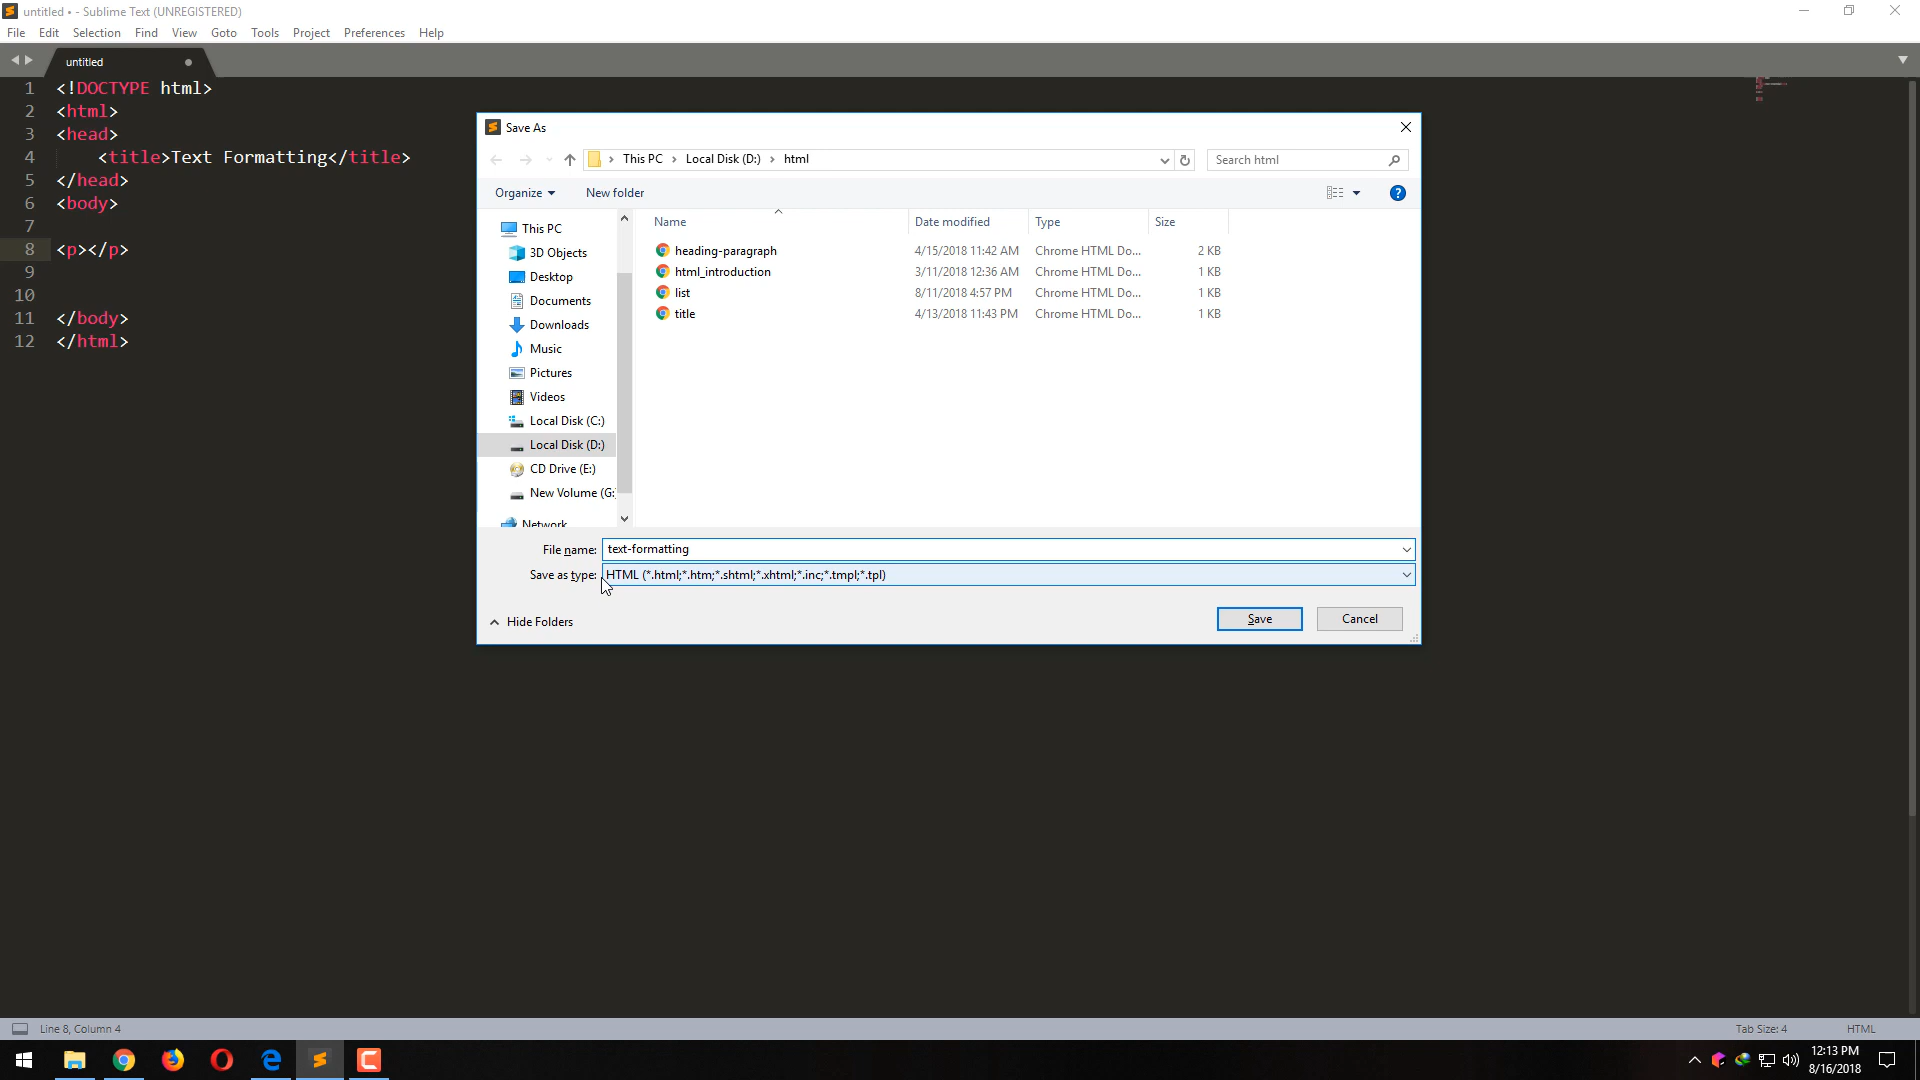 untitled • - Sublime Text (UNREGISTERED)
File Edit Selection Find View Goto Tools Project Preferences Help
untitled
1 <!DOCTYPE html>
2 <html>
3 <head>
4 <title>Text Formatting</title>
5 </head>
6 <body>
7
8 <p></p>
9
10
11 </body>
12 </html>
Save As
This PC > Local Disk (D:) > html
Search html
Organize New folder
?
This PC
3D Objects
Desktop
Documents
Downloads
Music
Pictures
Videos
Local Disk (C:)
Local Disk (D:)
CD Drive (E:)
New Volume (G:
Network
Name Date modified Type Size
heading-paragraph 4/15/2018 11:42 AM Chrome HTML Do... 2 KB
html_introduction 3/11/2018 12:36 AM Chrome HTML Do... 1 KB
list 8/11/2018 4:57 PM Chrome HTML Do... 1 KB
title 4/13/2018 11:43 PM Chrome HTML Do... 1 KB
File name: text-formatting
Save as type: HTML (*.html;*.htm;*.shtml;*.xhtml;*.inc;*.tmpl;*.tpl)
Hide Folders
Save Cancel
Line 8, Column 4
Tab Size: 4 HTML
12:13 PM
8/16/2018